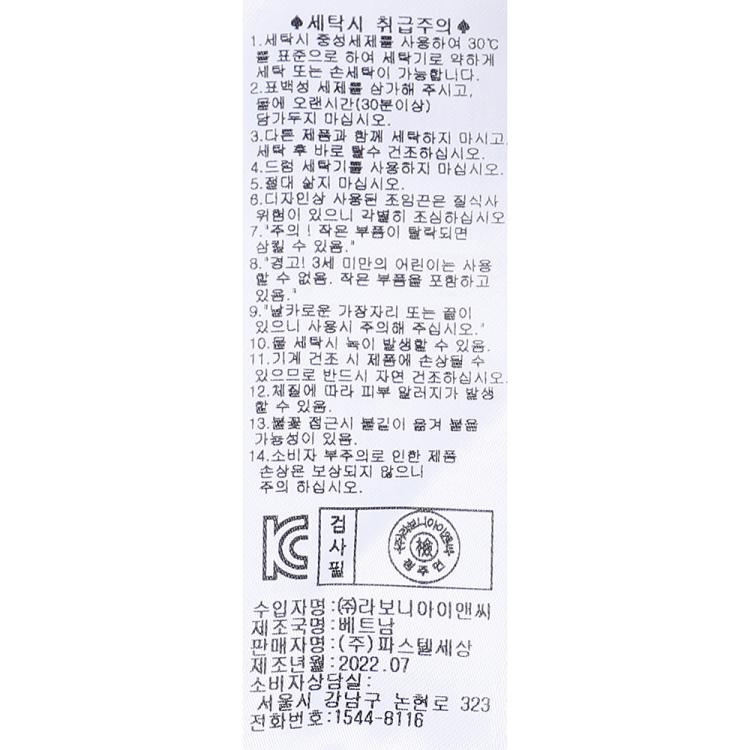 ♠세탁시 취급주의♠
1.세탁시 중성세제를 사용하여 30℃
를 표준으로 하여 세탁기로 약하게
세탁 또는 손세탁이 가능합니다.
2.표백성 세제를 삼가해 주시고,
물에 오랜시간(30분이상)
담가두지 마십시오.
3.다른 제품과 함께 세탁하지 마시고,
세탁 후 바로 탈수 건조하십시오.
4.드럼 세탁기를 사용하지 마십시오.
5.절대 삶지 마십시오.
6.디자인상 사용된 조임끈은 질식사
위험이 있으니 각별히 조심하십시오
7."주의! 작은 부품이 탈락되면
삼킬 수 있음."
8."경고! 3세 미만의 어린이는 사용
할 수 없음. 작은 부품을 포함하고
있음."
9."날카로운 가장자리 또는 끝이
있으니 사용시 주의해 주십시오."
10.물 세탁시 녹이 발생할 수 있음.
11.기계 건조 시 제품에 손상될 수
있으므로 반드시 자연 건조하십시오.
12.체질에 따라 피부 알러지가 발생
할 수 있음.
13.불꽃 접근시 불길이 옮겨 붙을
가능성이 있음.
14.소비자 부주의로 인한 제품
손상은 보상되지 않으니
주의 하십시오.
KC
검사필
(주)라보니아이앤씨
檢
수입자명:㈜라보니아이앤씨
제조국명:베트남
판매자명:(주)파스텔세상
제조년월:2022.07
소비자상담실:
서울시 강남구 논현로 323
전화번호:1544-8116